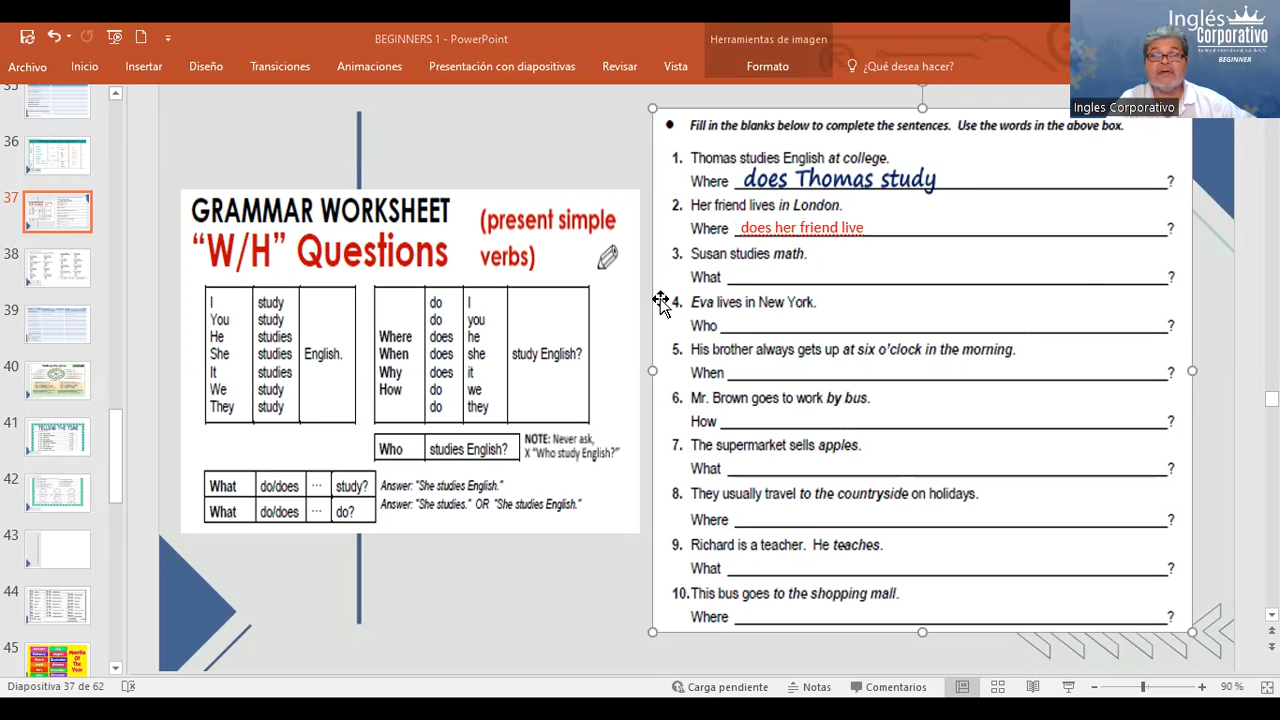 BEGINNERS 1 - PowerPoint
Herramientas de imagen
Archivo
Inicio
Insertar
Diseño
Transiciones
Animaciones
Presentación con diapositivas
Revisar
Vista
Formato
¿Qué desea hacer?
Inglés
Corporativo
BEGINNER
Ingles Corporativo
35
36
37
38
39
40
41
42
43
44
45
GRAMMAR WORKSHEET
"W/H" Questions
(present simple
verbs)
I study
You study
He studies
She studies English.
It studies
We study
They study
do I
do you
Where does he
When does she study English?
Why does it
How do we
do they
Who studies English?
NOTE: Never ask,
X "Who study English?"
What do/does ... study? Answer: "She studies English."
What do/does ... do? Answer: "She studies." OR "She studies English."
Fill in the blanks below to complete the sentences. Use the words in the above box.
1. Thomas studies English at college.
Where does Thomas study ?
2. Her friend lives in London.
Where does her friend live ?
3. Susan studies math.
What ?
4. Eva lives in New York.
Who ?
5. His brother always gets up at six o'clock in the morning.
When ?
6. Mr. Brown goes to work by bus.
How ?
7. The supermarket sells apples.
What ?
8. They usually travel to the countryside on holidays.
Where ?
9. Richard is a teacher. He teaches.
What ?
10. This bus goes to the shopping mall.
Where ?
Diapositiva 37 de 62
Carga pendiente
Notas
Comentarios
90 %